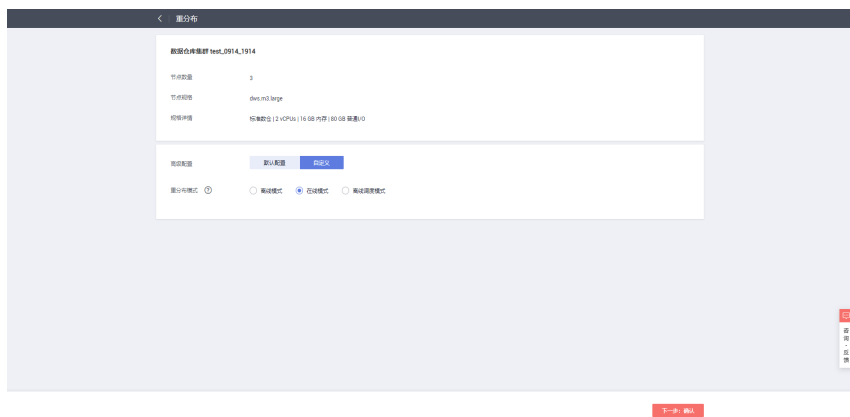 重分布
数据仓库集群 test_0914_1914
节点数量 3
节点规格 dws.m3.large
规格详情 标准数仓 | 2 vCPUs | 16 GB 内存 | 80 GB 普通I/O
高级配置 默认配置 自定义
重分布模式 ? 离线模式 在线模式 离线调度模式
咨询·反馈
下一步：确认